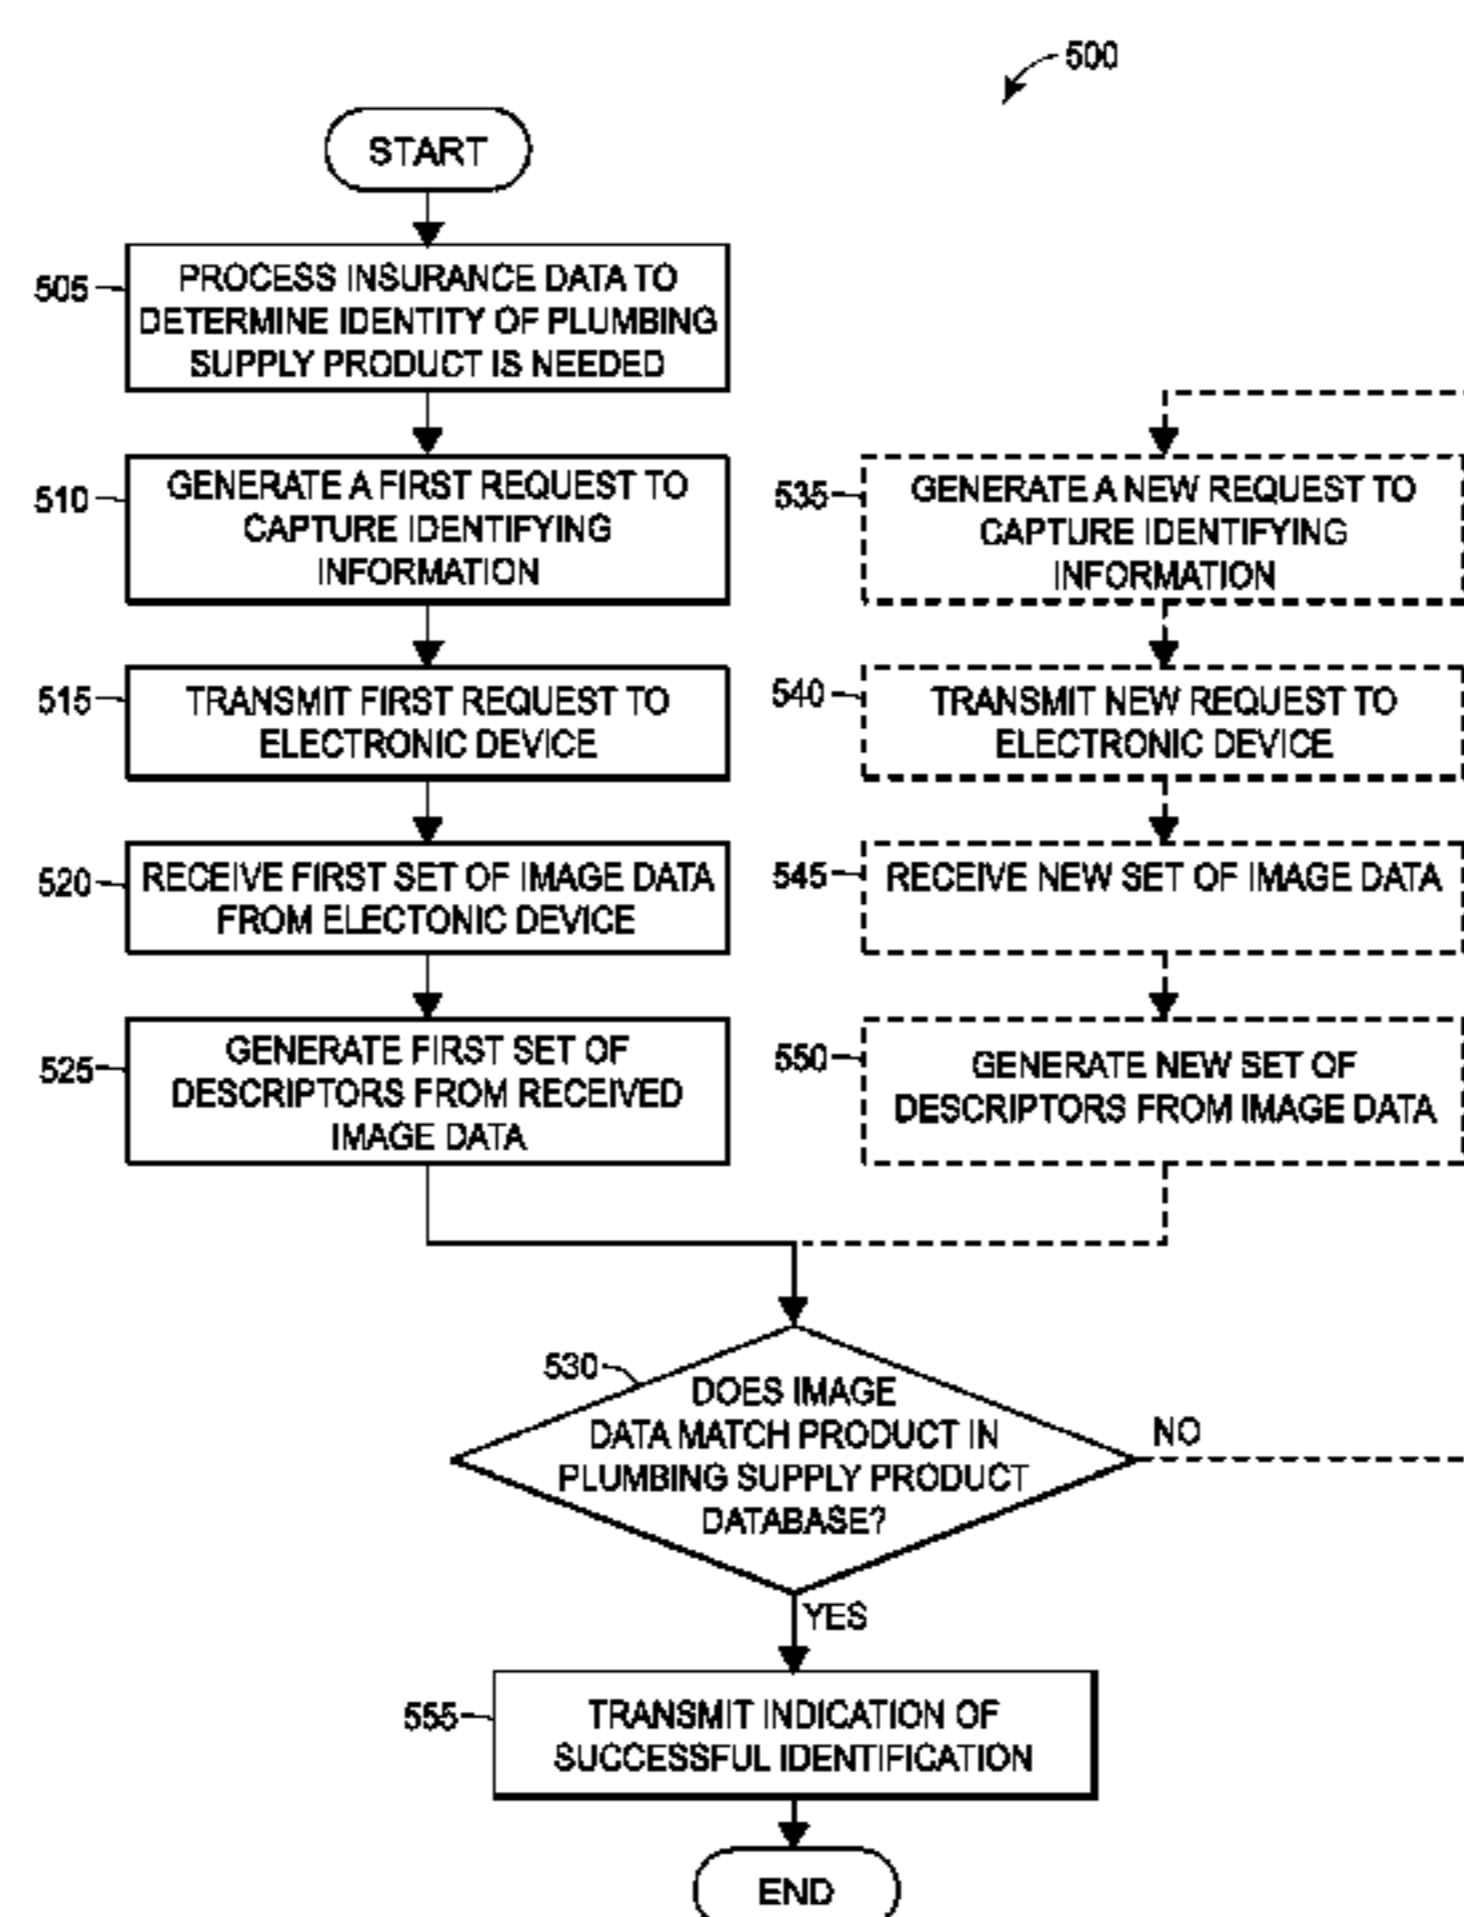 500
START
505
PROCESS INSURANCE DATA TO
DETERMINE IDENTITY OF PLUMBING
SUPPLY PRODUCT IS NEEDED
510
GENERATE A FIRST REQUEST TO
CAPTURE IDENTIFYING
INFORMATION
515
TRANSMIT FIRST REQUEST TO
ELECTRONIC DEVICE
520
RECEIVE FIRST SET OF IMAGE DATA
FROM ELECTONIC DEVICE
525
GENERATE FIRST SET OF
DESCRIPTORS FROM RECEIVED
IMAGE DATA
535
GENERATE A NEW REQUEST TO
CAPTURE IDENTIFYING
INFORMATION
540
TRANSMIT NEW REQUEST TO
ELECTRONIC DEVICE
545
RECEIVE NEW SET OF IMAGE DATA
550
GENERATE NEW SET OF
DESCRIPTORS FROM IMAGE DATA
530
DOES IMAGE
DATA MATCH PRODUCT IN
PLUMBING SUPPLY PRODUCT
DATABASE?
NO
YES
555
TRANSMIT INDICATION OF
SUCCESSFUL IDENTIFICATION
END